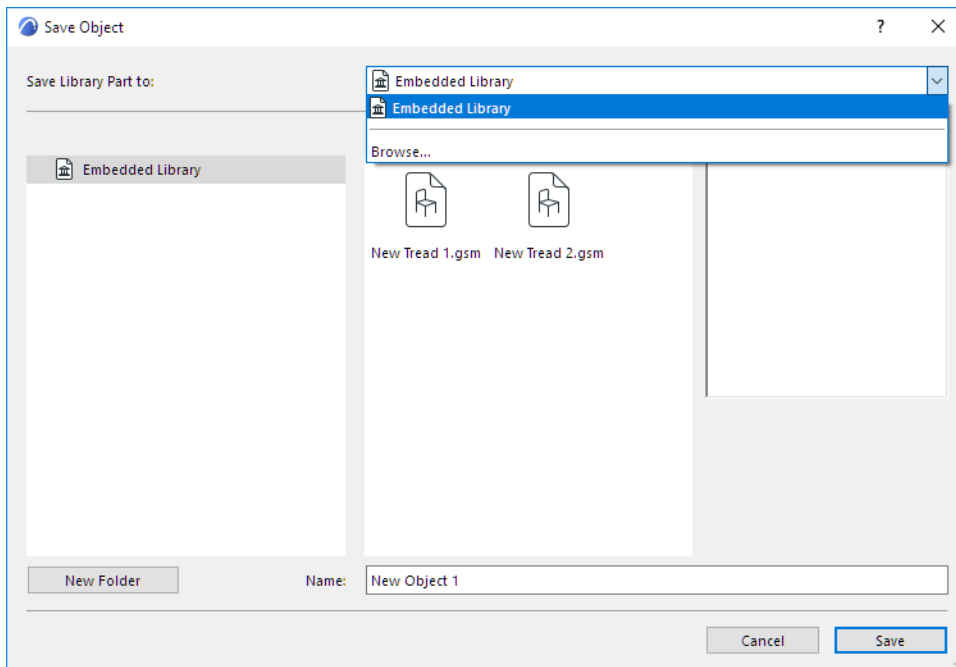 Save Object
?
Save Library Part to:
Embedded Library
Embedded Library
Browse...
Embedded Library
New Tread 1.gsm
New Tread 2.gsm
New Folder
Name:
New Object 1
Cancel
Save